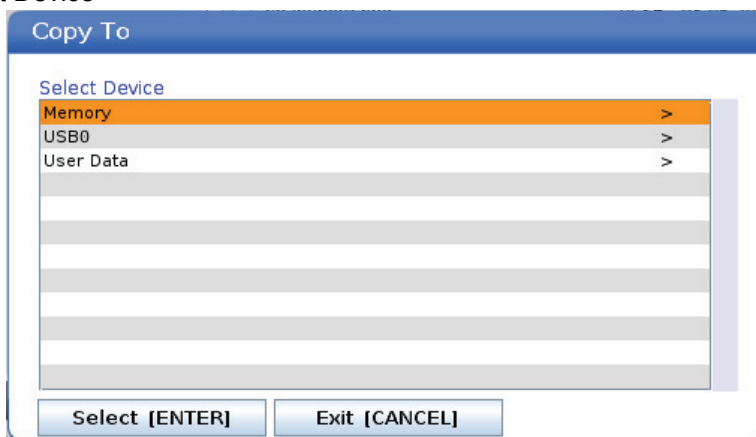 Copy To
Select Device
Memory >
USB0 >
User Data >
Select [ENTER] Exit [CANCEL]